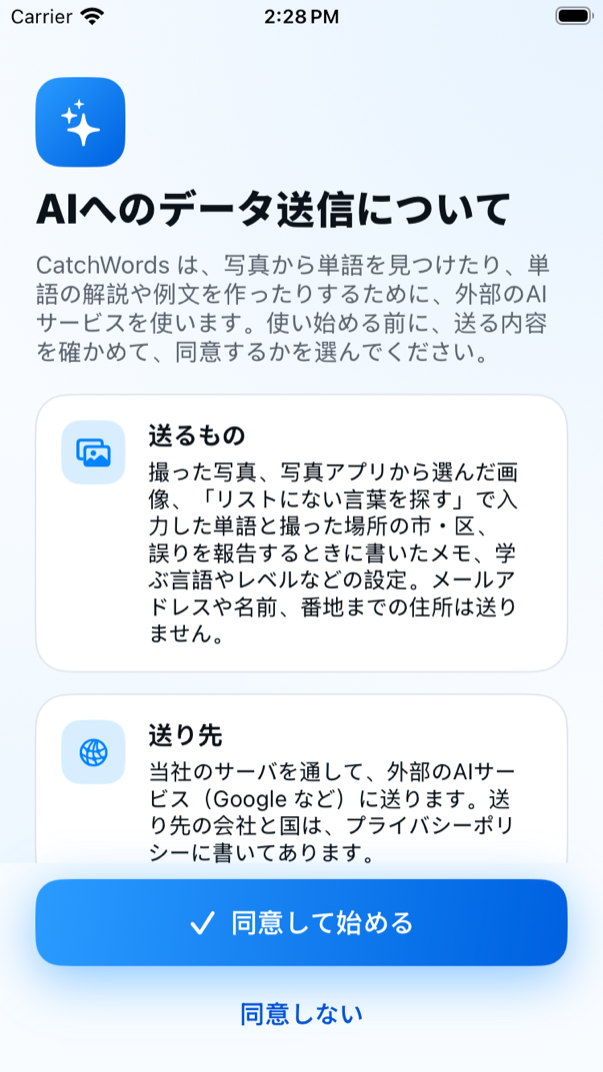 Carrier
2:28 PM
AIへのデータ送信について
CatchWords は、写真から単語を見つけたり、単
語の解説や例文を作ったりするために、外部のAI
サービスを使います。使い始める前に、送る内容
を確かめて、同意するかを選んでください。
送るもの
撮った写真、写真アプリから選んだ画
像、「リストにない言葉を探す」で入
力した単語と撮った場所の市・区、
誤りを報告するときに書いたメモ、学
ぶ言語やレベルなどの設定。メールア
ドレスや名前、番地までの住所は送り
ません。
送り先
当社のサーバを通して、外部のAIサー
ビス（Google など）に送ります。送
り先の会社と国は、プライバシーポリ
シーに書いてあります。
同意して始める
同意しない